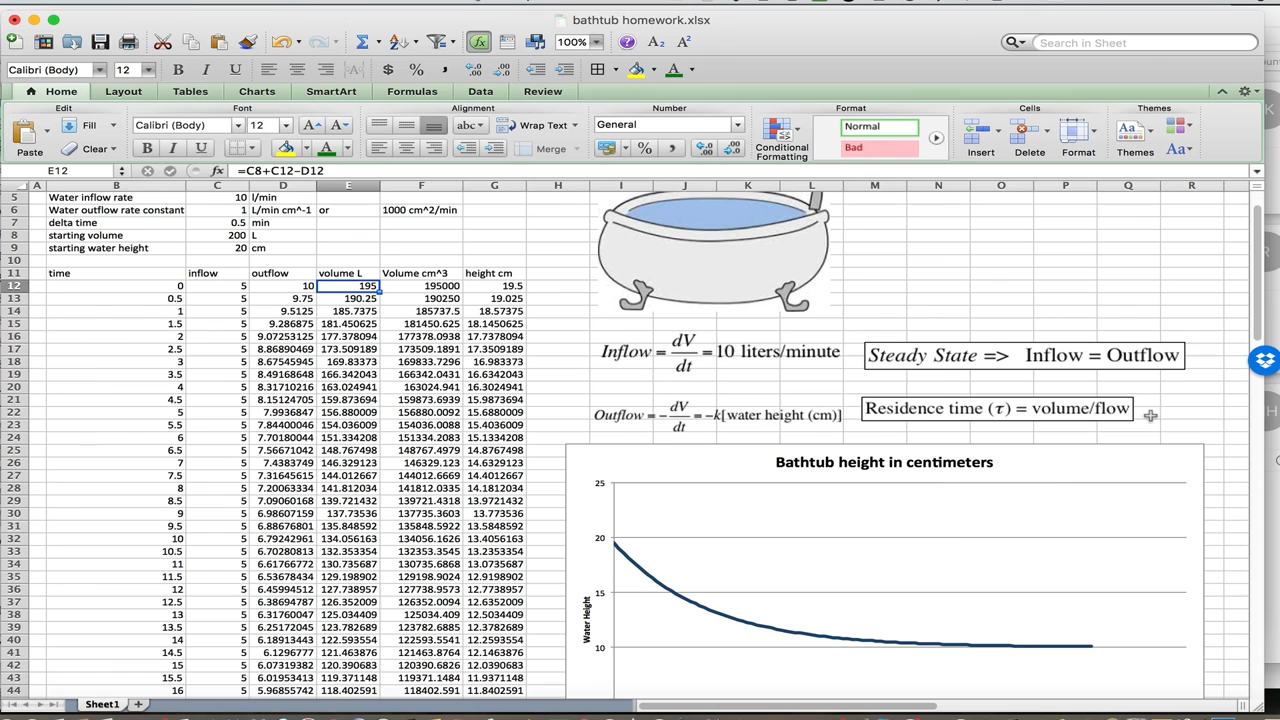 bathtub homework.xlsx
100%
Search in Sheet
Calibri (Body) 12 B I U
Home Layout Tables Charts SmartArt Formulas Data Review
Edit Font Alignment Number Format Cells Themes
Fill Calibri (Body) 12 abc Wrap Text General Normal
Paste Clear B I U Merge Conditional Formatting Bad Insert Delete Format Themes Aa
E12 =C8+C12-D12
A B C D E F G H I J K L M N O P Q R
5 Water inflow rate 10 l/min
6 Water outflow rate constant 1 L/min cm^-1 or 1000 cm^2/min
7 delta time 0.5 min
8 starting volume 200 L
9 starting water height 20 cm
10
11 time inflow outflow volume L Volume cm^3 height cm
12 0 5 10 195 195000 19.5
13 0.5 5 9.75 190.25 190250 19.025
14 1 5 9.5125 185.7375 185737.5 18.57375
15 1.5 5 9.286875 181.450625 181450.625 18.1450625
16 2 5 9.07253125 177.378094 177378.0938 17.7378094
17 2.5 5 8.86890469 173.509189 173509.1891 17.3509189
18 3 5 8.67545945 169.833373 169833.7296 16.983373
19 3.5 5 8.49168648 166.342043 166342.0431 16.6342043
20 4 5 8.31710216 163.024941 163024.941 16.3024941
21 4.5 5 8.15124705 159.873694 159873.6939 15.9873694
22 5 5 7.9936847 156.880009 156880.0092 15.6880009
23 5.5 5 7.84400046 154.036009 154036.0088 15.4036009
24 6 5 7.70180044 151.334208 151334.2083 15.1334208
25 6.5 5 7.56671042 148.767498 148767.4979 14.8767498
26 7 5 7.4383749 146.329123 146329.123 14.6329123
27 7.5 5 7.31645615 144.012667 144012.6669 14.4012667
28 8 5 7.20063334 141.812034 141812.0335 14.1812034
29 8.5 5 7.09060168 139.721432 139721.4318 13.9721432
30 9 5 6.98607159 137.73536 137735.3603 13.773536
31 9.5 5 6.88676801 135.848592 135848.5922 13.5848592
32 10 5 6.79242961 134.056163 134056.1626 13.4056163
33 10.5 5 6.70280813 132.353354 132353.3545 13.2353354
34 11 5 6.61766772 130.735687 130735.6868 13.0735687
35 11.5 5 6.53678434 129.198902 129198.9024 12.9198902
36 12 5 6.45994512 127.738957 127738.9573 12.7738957
37 12.5 5 6.38694787 126.352009 126352.0094 12.6352009
38 13 5 6.31760047 125.034409 125034.409 12.5034409
39 13.5 5 6.25172045 123.782689 123782.6885 12.3782689
40 14 5 6.18913443 122.593554 122593.5541 12.2593554
41 14.5 5 6.1296777 121.463876 121463.8764 12.1463876
42 15 5 6.07319382 120.390683 120390.6826 12.0390683
43 15.5 5 6.01953413 119.371148 119371.1484 11.9371148
44 16 5 5.96855742 118.402591 118402.591 11.8402591
Inflow = dV/dt = 10 liters/minute
Steady State => Inflow = Outflow
Outflow = -dV/dt = -k[water height (cm)]
Residence time (τ) = volume/flow
Bathtub height in centimeters
25
20
15
10
Water Height
Sheet1